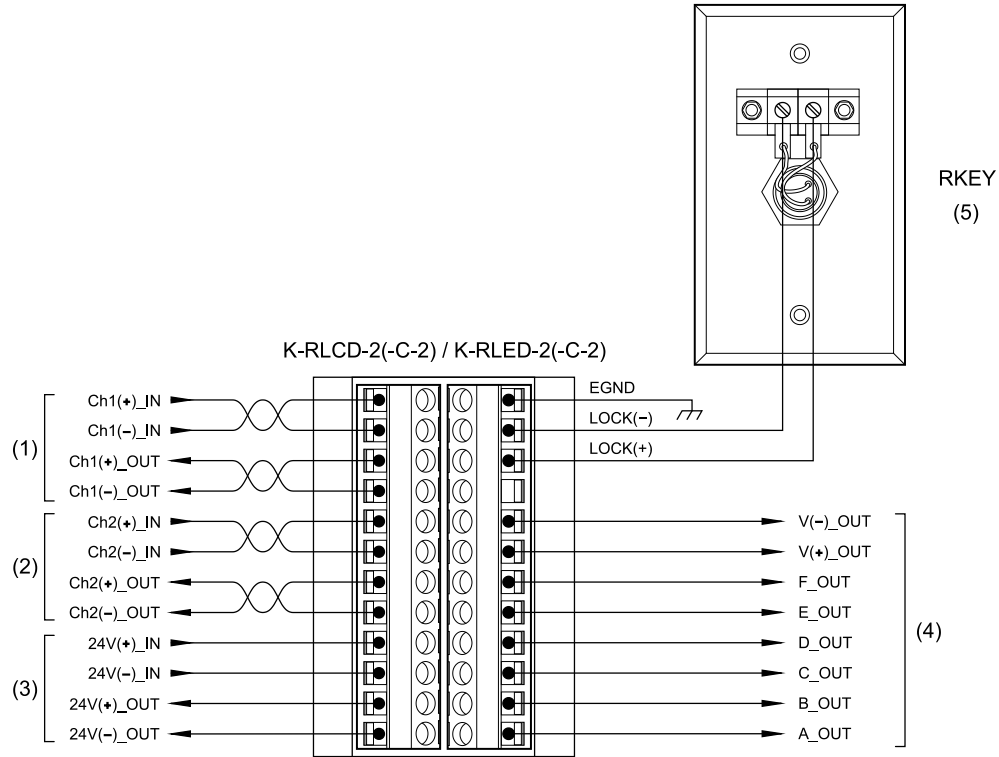 RKEY
(5)
K-RLCD-2(-C-2) / K-RLED-2(-C-2)
(1)
Ch1(+)_IN
Ch1(−)_IN
Ch1(+)_OUT
Ch1(−)_OUT
(2)
Ch2(+)_IN
Ch2(−)_IN
Ch2(+)_OUT
Ch2(−)_OUT
(3)
24V(+)_IN
24V(−)_IN
24V(+)_OUT
24V(−)_OUT
EGND
LOCK(−)
LOCK(+)
V(−)_OUT
V(+)_OUT
F_OUT
E_OUT
D_OUT
C_OUT
B_OUT
A_OUT
(4)